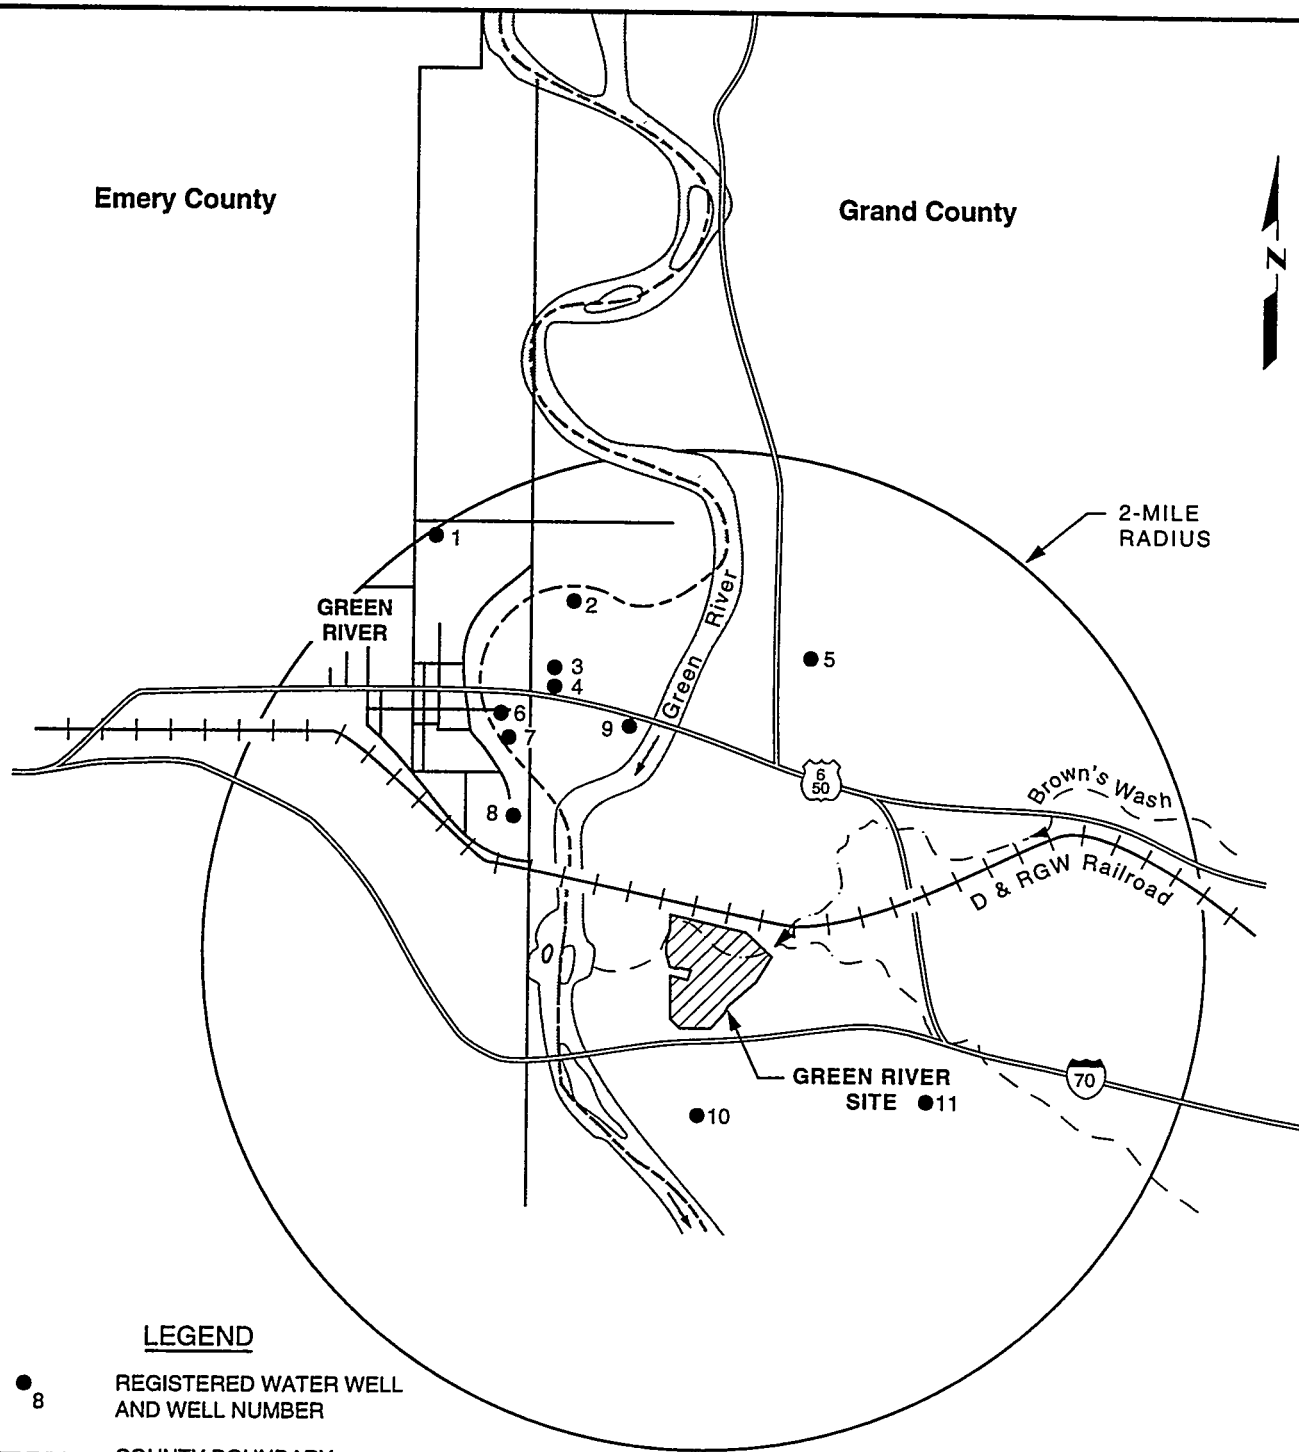 Emery County
Grand County
N
2-MILE
RADIUS
1
GREEN
RIVER
2
Green River
3
4
5
6
7
9
6
50
Brown's Wash
8
D & RGW Railroad
GREEN RIVER
SITE
11
70
10
LEGEND
8
REGISTERED WATER WELL
AND WELL NUMBER
COUNTY BOUNDARY